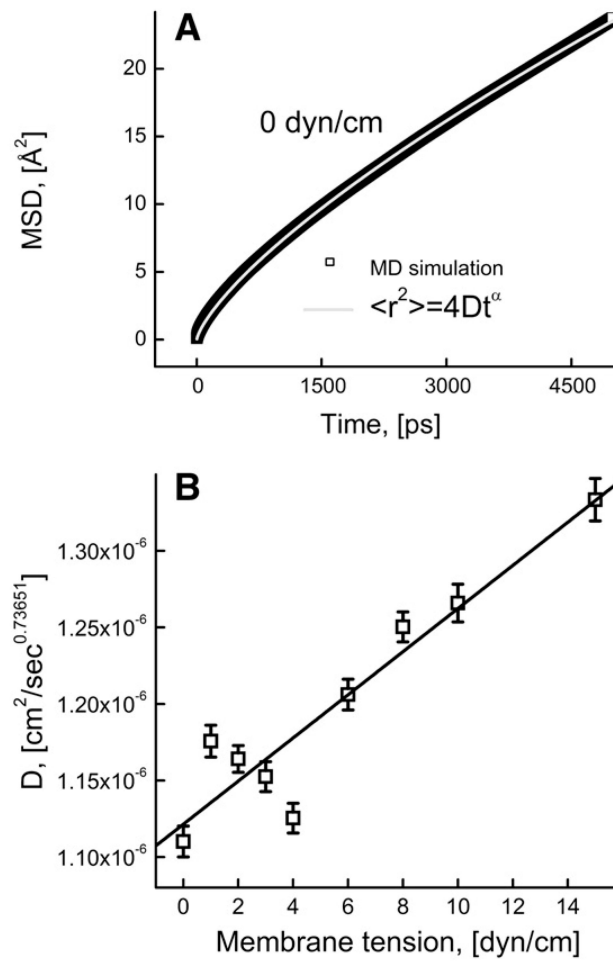 A
20
15
10
5
0
MSD, [Å²]
0 dyn/cm
MD simulation
<r²>=4Dt^α
0
1500
3000
4500
Time, [ps]
B
1.30x10⁻⁶
1.25x10⁻⁶
1.20x10⁻⁶
1.15x10⁻⁶
1.10x10⁻⁶
D, [cm²/sec^0.73651]
0
2
4
6
8
10
12
14
Membrane tension, [dyn/cm]